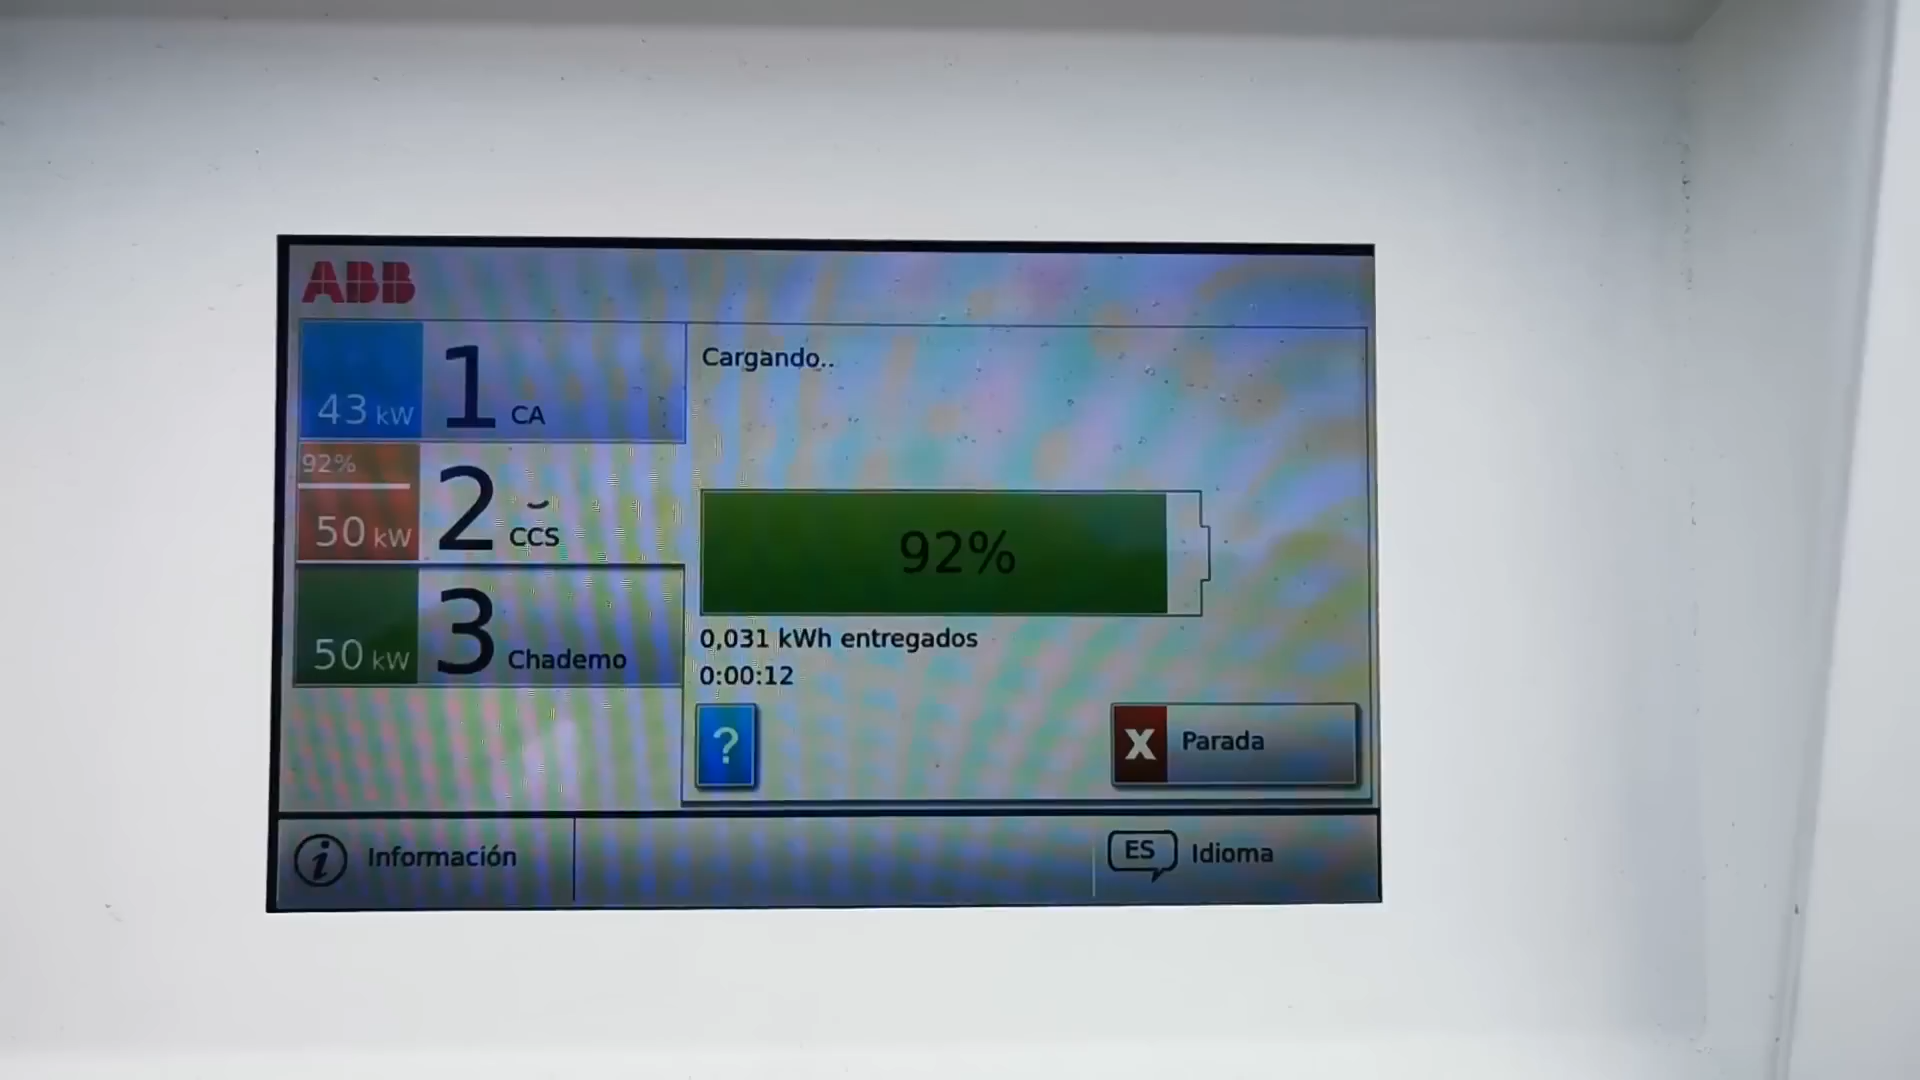 ABB
43 kW 1 CA
92%
50 kW 2 CCS
50 kW 3 Chademo
Cargando..
92%
0,031 kWh entregados
0:00:12
?
X Parada
i Información
ES Idioma